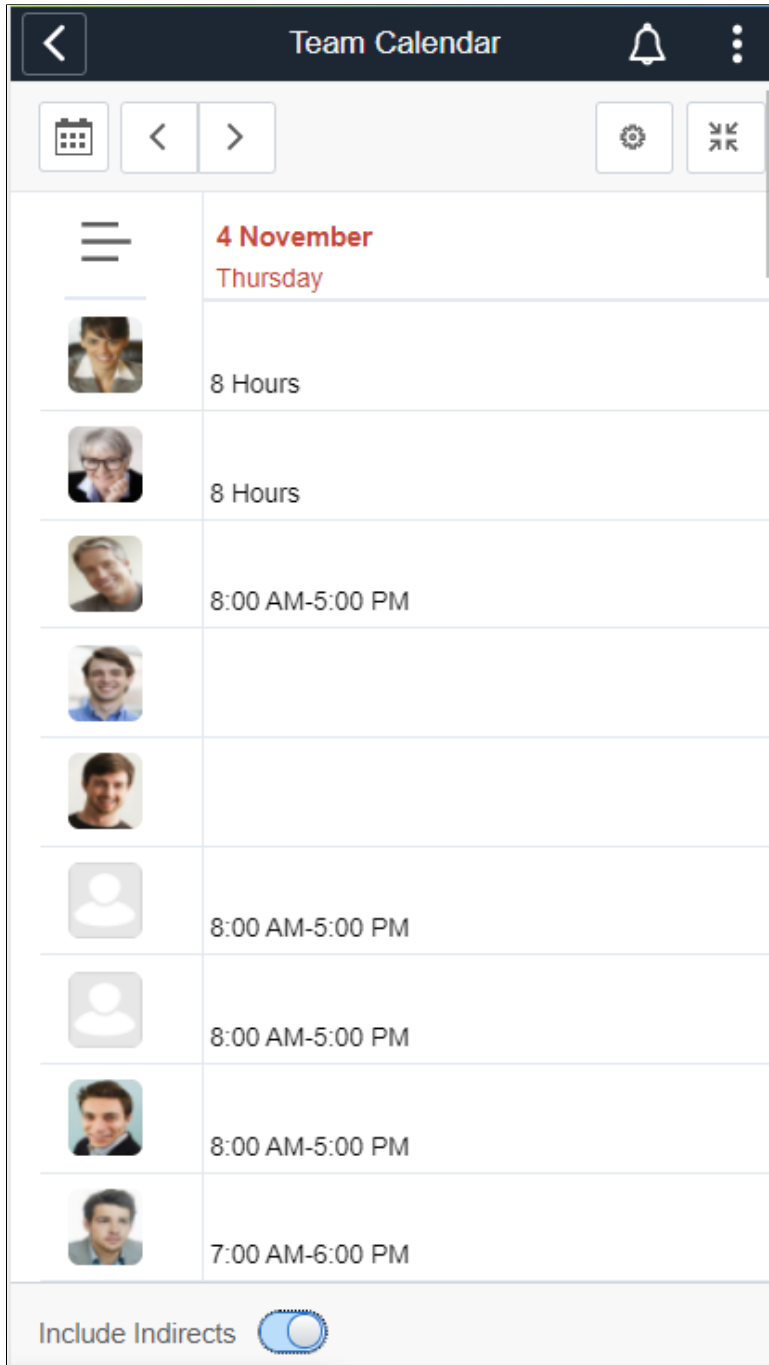 Team Calendar
4 November
Thursday
8 Hours
8 Hours
8:00 AM-5:00 PM
8:00 AM-5:00 PM
8:00 AM-5:00 PM
8:00 AM-5:00 PM
7:00 AM-6:00 PM
Include Indirects